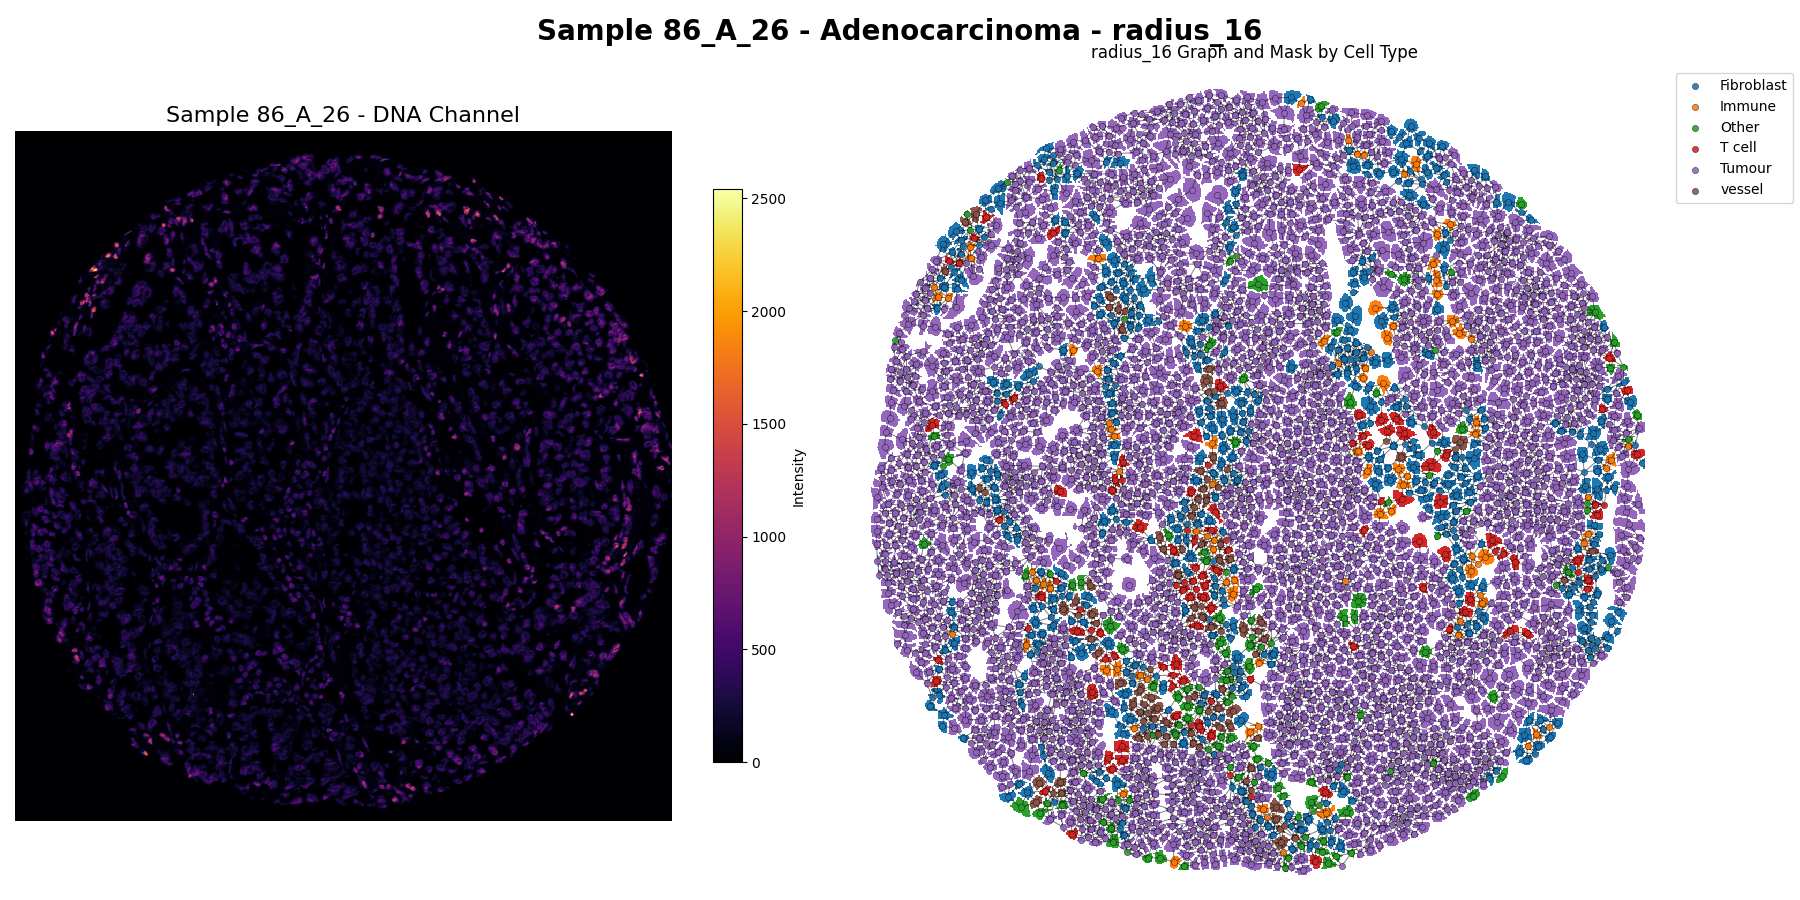 Sample 86_A_26 - Adenocarcinoma - radius_16
radius_16 Graph and Mask by Cell Type
Sample 86_A_26 - DNA Channel
Fibroblast
Immune
Other
T cell
Tumour
vessel
2500
2000
1500
1000
500
0
Intensity